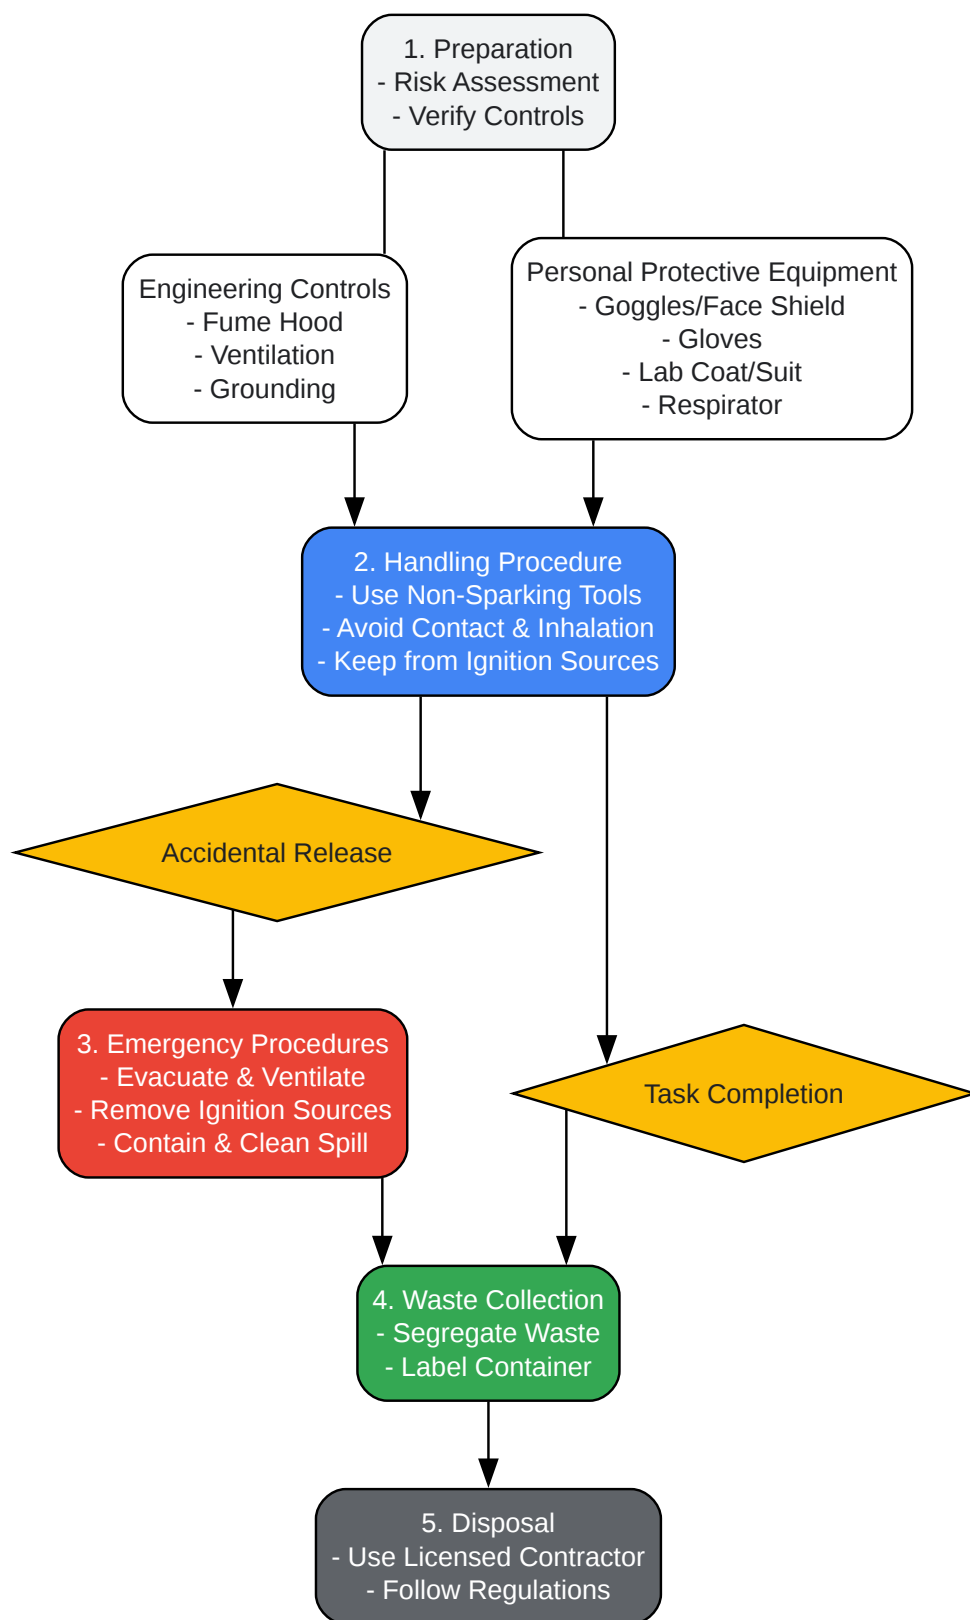 1. Preparation
- Risk Assessment
- Verify Controls
Engineering Controls
- Fume Hood
- Ventilation
- Grounding
Personal Protective Equipment
- Goggles/Face Shield
- Gloves
- Lab Coat/Suit
- Respirator
2. Handling Procedure
- Use Non-Sparking Tools
- Avoid Contact & Inhalation
- Keep from Ignition Sources
Accidental Release
3. Emergency Procedures
- Evacuate & Ventilate
- Remove Ignition Sources
- Contain & Clean Spill
Task Completion
4. Waste Collection
- Segregate Waste
- Label Container
5. Disposal
- Use Licensed Contractor
- Follow Regulations